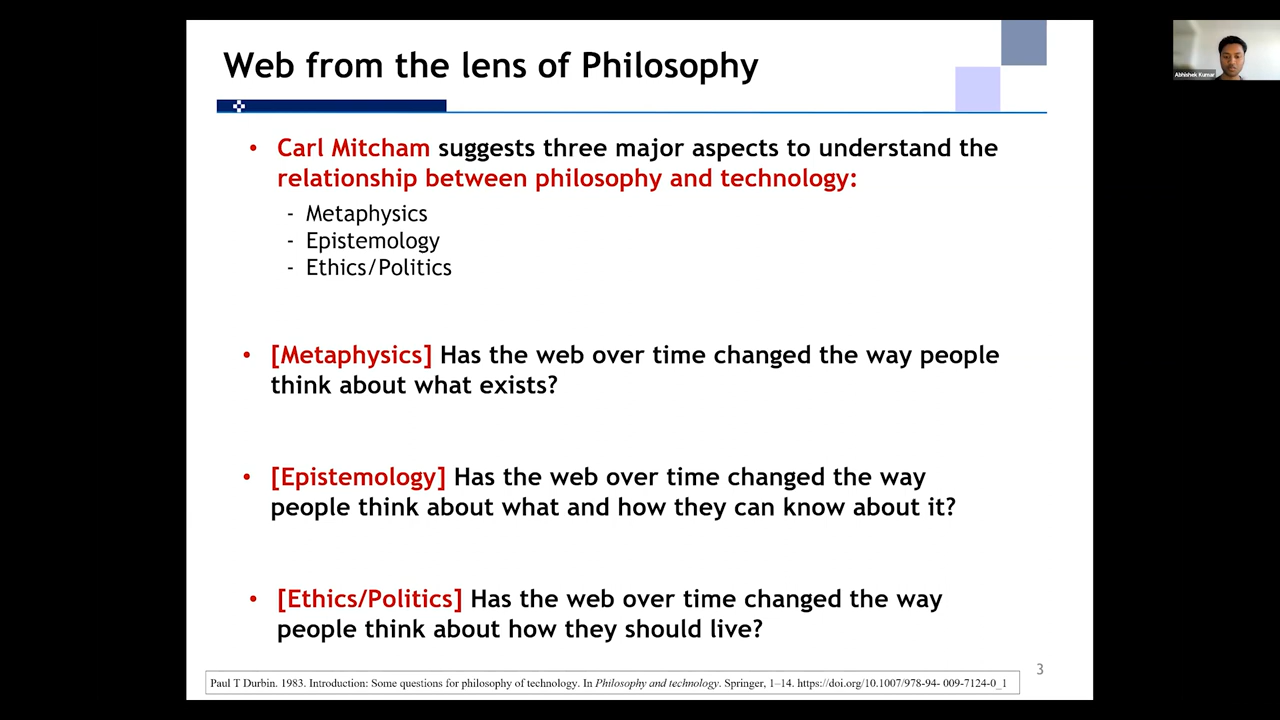 Web from the lens of Philosophy
• Carl Mitcham suggests three major aspects to understand the
relationship between philosophy and technology:
- Metaphysics
- Epistemology
- Ethics/Politics
• [Metaphysics] Has the web over time changed the way people
think about what exists?
• [Epistemology] Has the web over time changed the way
people think about what and how they can know about it?
• [Ethics/Politics] Has the web over time changed the way
people think about how they should live?
3
Paul T Durbin. 1983. Introduction: Some questions for philosophy of technology. In Philosophy and technology. Springer, 1–14. https://doi.org/10.1007/978-94- 009-7124-0_1
Abhishek Kumar